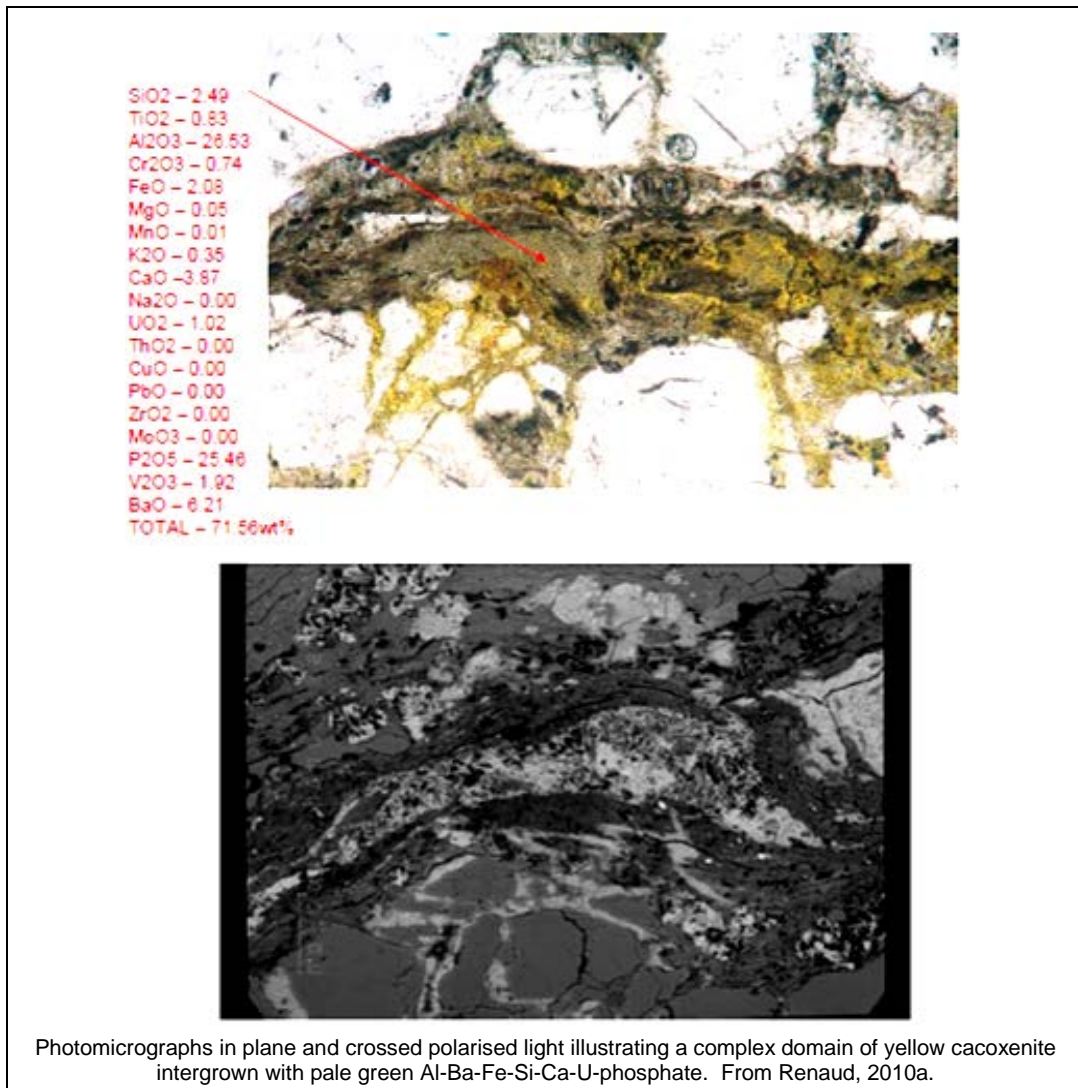 SiO2 – 2.49
TiO2 – 0.83
Al2O3 – 26.53
Cr2O3 – 0.74
FeO – 2.08
MgO – 0.05
MnO – 0.01
K2O – 0.35
CaO –3.87
Na2O – 0.00
UO2 – 1.02
ThO2 – 0.00
CuO – 0.00
PbO – 0.00
ZrO2 – 0.00
MoO3 – 0.00
P2O5 – 25.46
V2O3 – 1.92
BaO – 6.21
TOTAL – 71.56wt%
Photomicrographs in plane and crossed polarised light illustrating a complex domain of yellow cacoxenite
intergrown with pale green Al-Ba-Fe-Si-Ca-U-phosphate. From Renaud, 2010a.